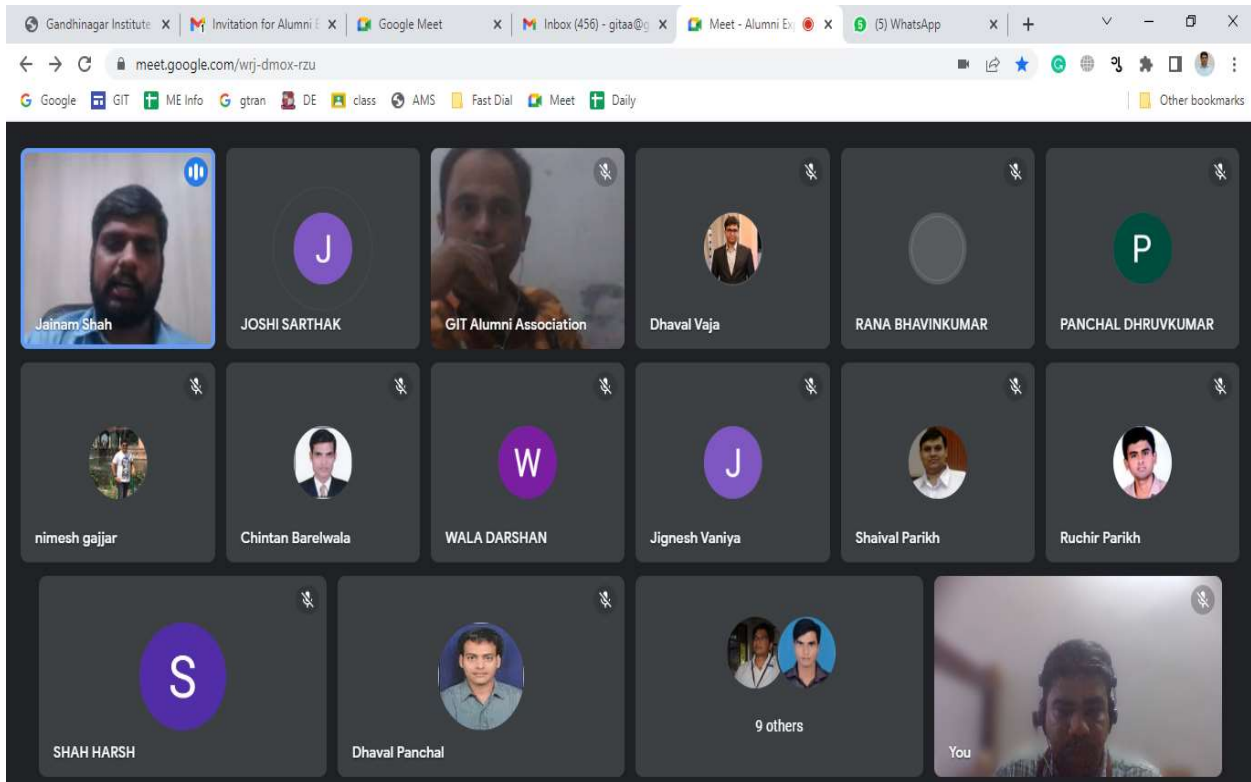 Gandhinagar Institute
Invitation for Alumni E
Google Meet
Inbox (456) - gitaa@g
Meet - Alumni Ex
(5) WhatsApp
meet.google.com/wrj-dmox-rzu
Google GIT ME Info gtran DE class AMS Fast Dial Meet Daily Other bookmarks
Jainam Shah
J
JOSHI SARTHAK
GIT Alumni Association
Dhaval Vaja
RANA BHAVINKUMAR
P
PANCHAL DHRUVKUMAR
nimesh gajjar
Chintan Barelwala
W
WALA DARSHAN
J
Jignesh Vaniya
Shaival Parikh
Ruchir Parikh
S
SHAH HARSH
Dhaval Panchal
9 others
You